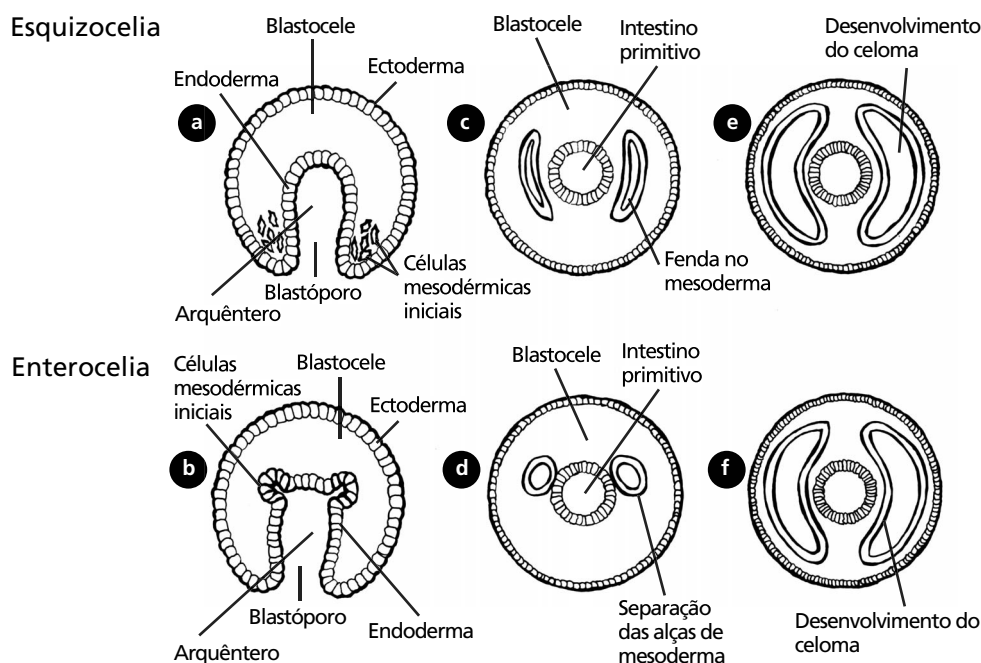 Esquizocelia
Blastocele
Endoderma
Ectoderma
a
Arquêntero
Blastóporo
Células
mesodérmicas
iniciais
Blastocele
Intestino
primitivo
c
Fenda no
mesoderma
Desenvolvimento
do celoma
e
Enterocelia
Células
mesodérmicas
iniciais
Blastocele
Ectoderma
b
Blastóporo
Arquêntero
Endoderma
Blastocele
Intestino
primitivo
d
Separação
das alças de
mesoderma
f
Desenvolvimento do
celoma